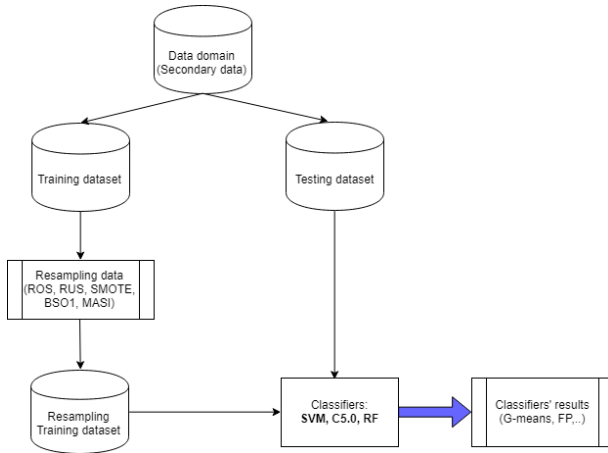 Data domain
(Secondary data)
Training dataset
Testing dataset
Resampling data
(ROS, RUS, SMOTE,
BSO1, MASI)
Resampling
Training dataset
Classifiers:
SVM, C5.0, RF
Classifiers' results
(G-means, FP,..)